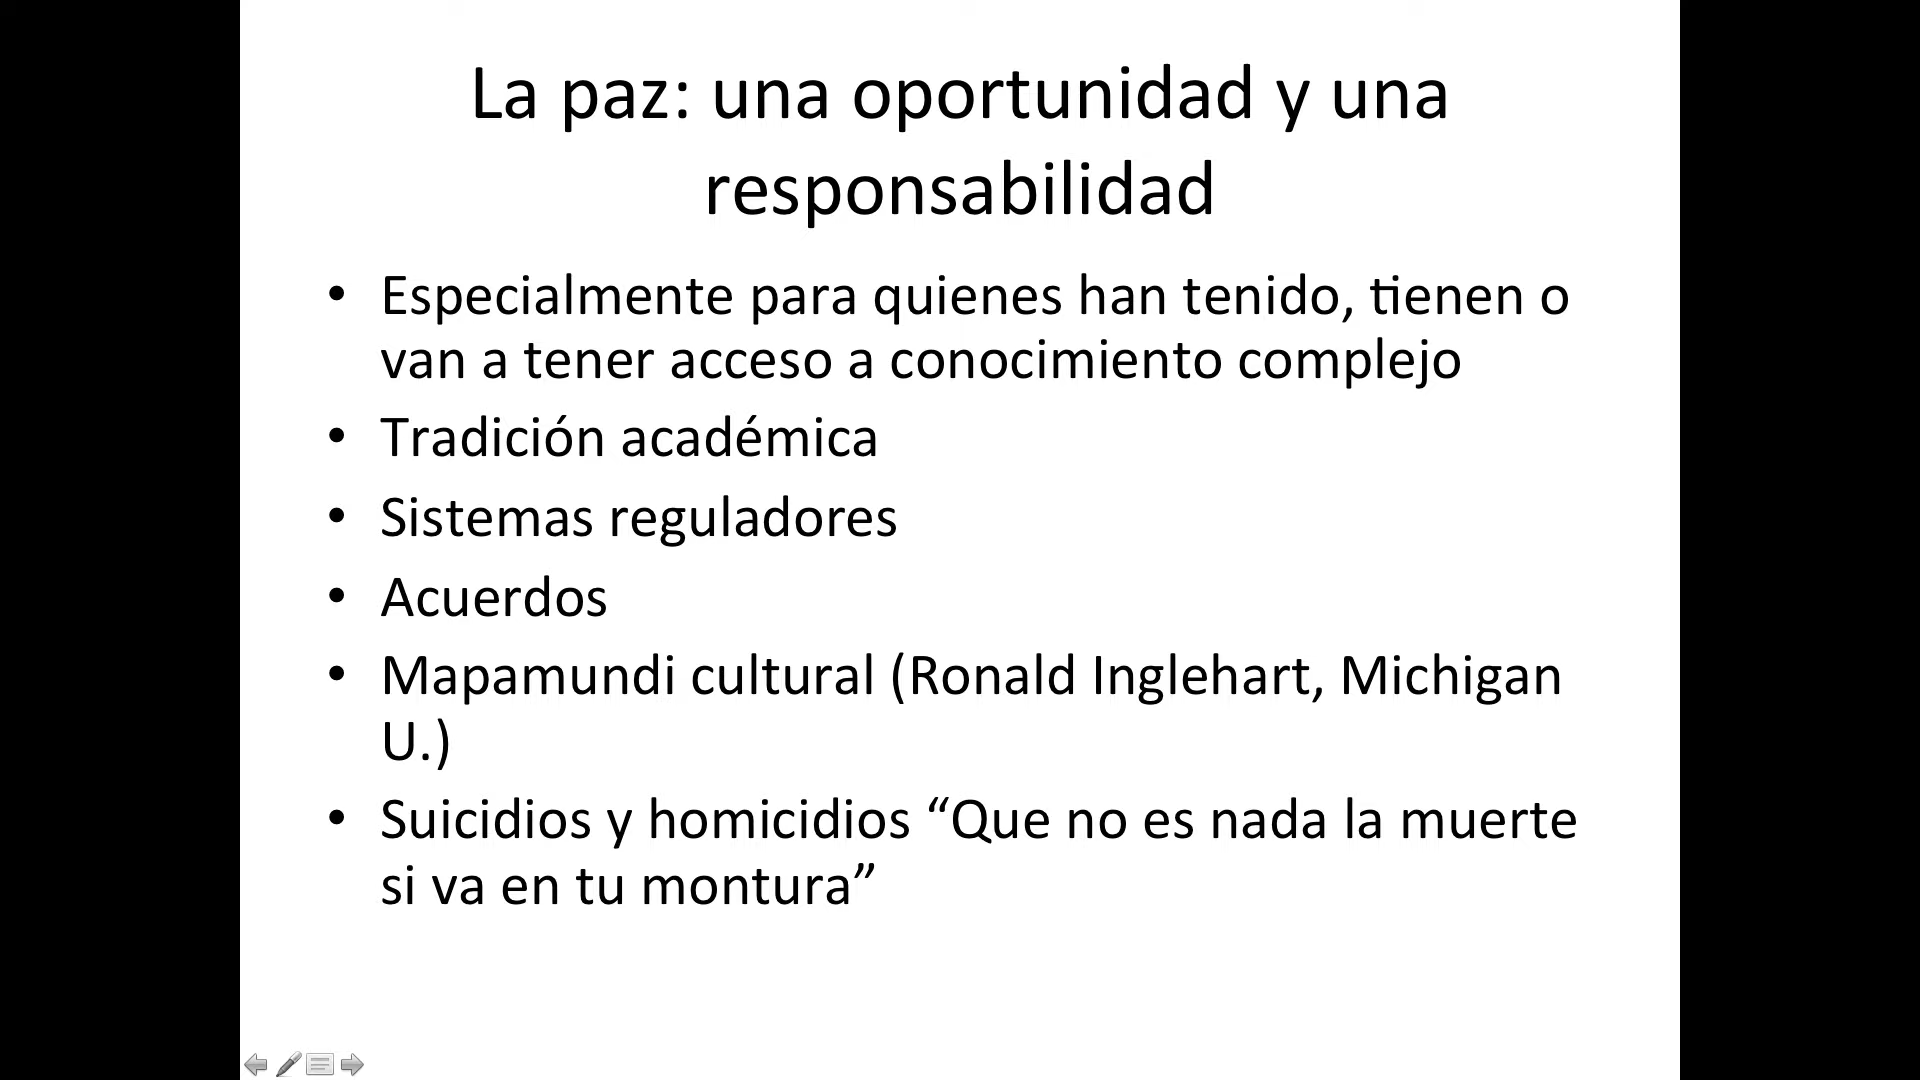 La paz: una oportunidad y una
responsabilidad
• Especialmente para quienes han tenido, tienen o
van a tener acceso a conocimiento complejo
• Tradición académica
• Sistemas reguladores
• Acuerdos
• Mapamundi cultural (Ronald Inglehart, Michigan
U.)
• Suicidios y homicidios “Que no es nada la muerte
si va en tu montura”